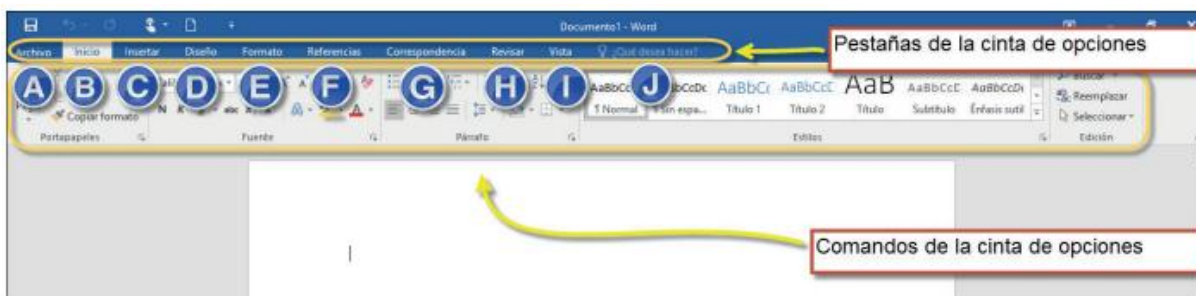 Documento1 - Word
Archivo Inicio Insertar Diseño Formato Referencias Correspondencia Revisar Vista ¿Qué desea hacer?
Pestañas de la cinta de opciones
A B C D E F G H I J
AaBbCcDc AaBbCc AaBbCcC AaB AaBbCcC AaBbCcDi
Buscar
Reemplazar
Seleccionar
Copiar formato
N K abc
¶ Normal ¶ Sin espa... Título 1 Título 2 Título Subtítulo Énfasis sutil
Portapapeles Fuente Párrafo Estilos Edición
Comandos de la cinta de opciones